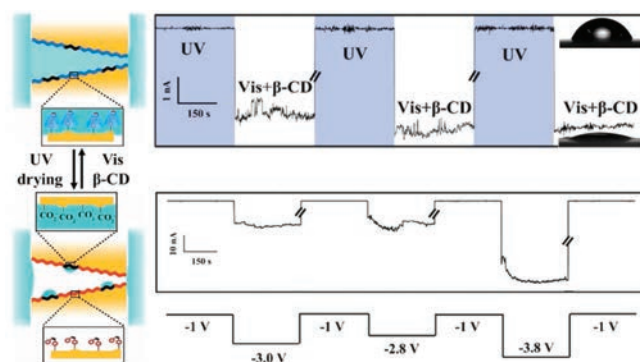 UV
UV
UV
Vis+β-CD
Vis+β-CD
Vis+β-CD
1 nA
150 s
UV
drying
Vis
β-CD
CO₂⁻ CO₂⁻ CO₂⁻ CO₂⁻
10 nA
150 s
-1 V
-3.0 V
-1 V
-2.8 V
-1 V
-3.8 V
-1 V